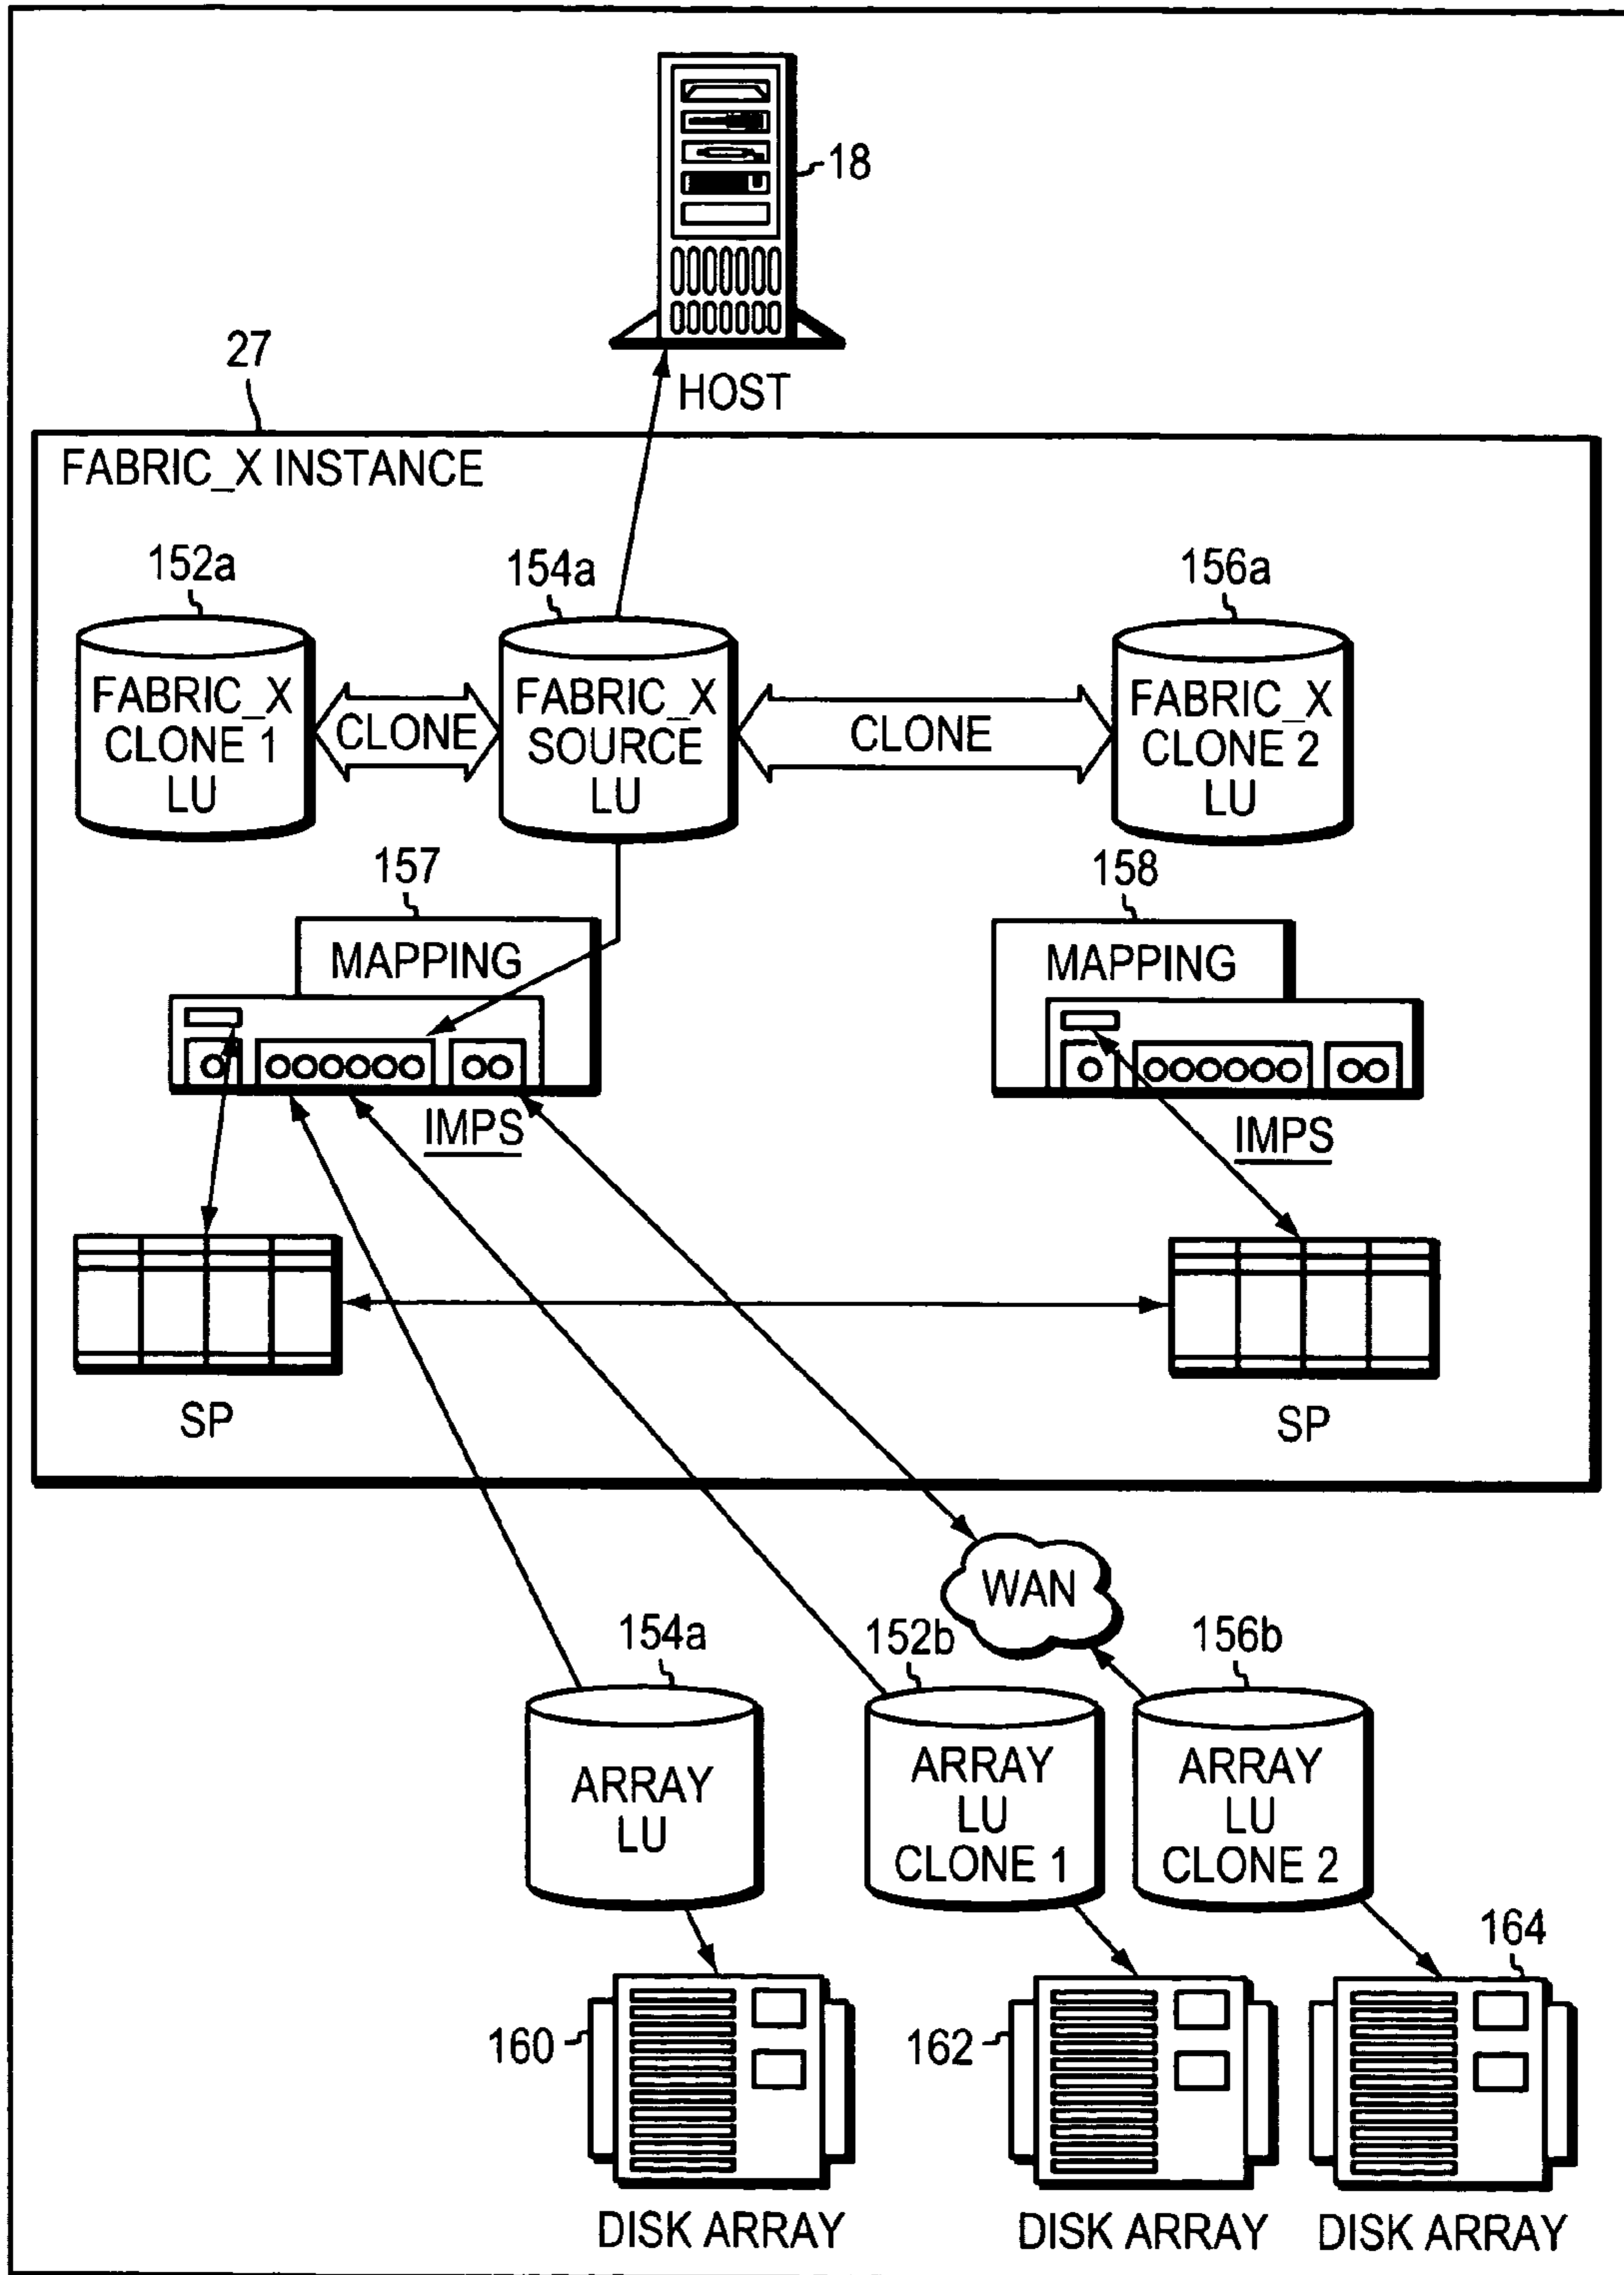 18
HOST
27
FABRIC_X INSTANCE
152a
154a
156a
FABRIC_X
CLONE 1
LU
CLONE
FABRIC_X
SOURCE
LU
CLONE
FABRIC_X
CLONE 2
LU
157
158
MAPPING
MAPPING
IMPS
IMPS
SP
SP
WAN
154a
152b
156b
ARRAY
LU
ARRAY
LU
CLONE 1
ARRAY
LU
CLONE 2
164
160
162
DISK ARRAY
DISK ARRAY
DISK ARRAY